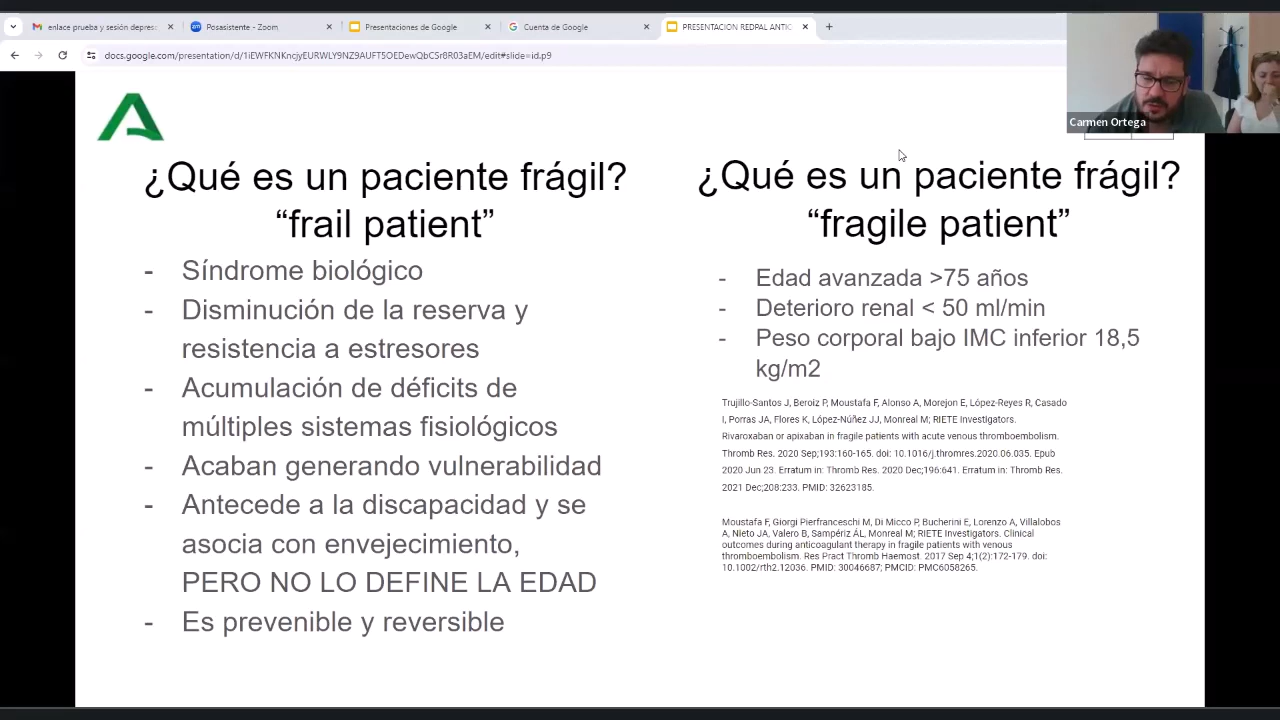 enlace prueba y sesión depres
Posasistente - Zoom
Presentaciones de Google
Cuenta de Google
PRESENTACION REDPAL ANTIC
docs.google.com/presentation/d/1iEWFKNKncjyEURWLY9NZ9AUFT5OEDewQbCSr8R03aEM/edit#slide=id.p9
Carmen Ortega
¿Qué es un paciente frágil?
“frail patient”
- Síndrome biológico
- Disminución de la reserva y
resistencia a estresores
- Acumulación de déficits de
múltiples sistemas fisiológicos
- Acaban generando vulnerabilidad
- Antecede a la discapacidad y se
asocia con envejecimiento,
PERO NO LO DEFINE LA EDAD
- Es prevenible y reversible
¿Qué es un paciente frágil?
“fragile patient”
- Edad avanzada >75 años
- Deterioro renal < 50 ml/min
- Peso corporal bajo IMC inferior 18,5
kg/m2
Trujillo-Santos J, Beroiz P, Moustafa F, Alonso A, Morejon E, López-Reyes R, Casado
I, Porras JA, Flores K, López-Núñez JJ, Monreal M; RIETE Investigators.
Rivaroxaban or apixaban in fragile patients with acute venous thromboembolism.
Thromb Res. 2020 Sep;193:160-165. doi: 10.1016/j.thromres.2020.06.035. Epub
2020 Jun 23. Erratum in: Thromb Res. 2020 Dec;196:641. Erratum in: Thromb Res.
2021 Dec;208:233. PMID: 32623185.
Moustafa F, Giorgi Pierfranceschi M, Di Micco P, Bucherini E, Lorenzo A, Villalobos
A, Nieto JA, Valero B, Sampériz ÁL, Monreal M; RIETE Investigators. Clinical
outcomes during anticoagulant therapy in fragile patients with venous
thromboembolism. Res Pract Thromb Haemost. 2017 Sep 4;1(2):172-179. doi:
10.1002/rth2.12036. PMID: 30046687; PMCID: PMC6058265.